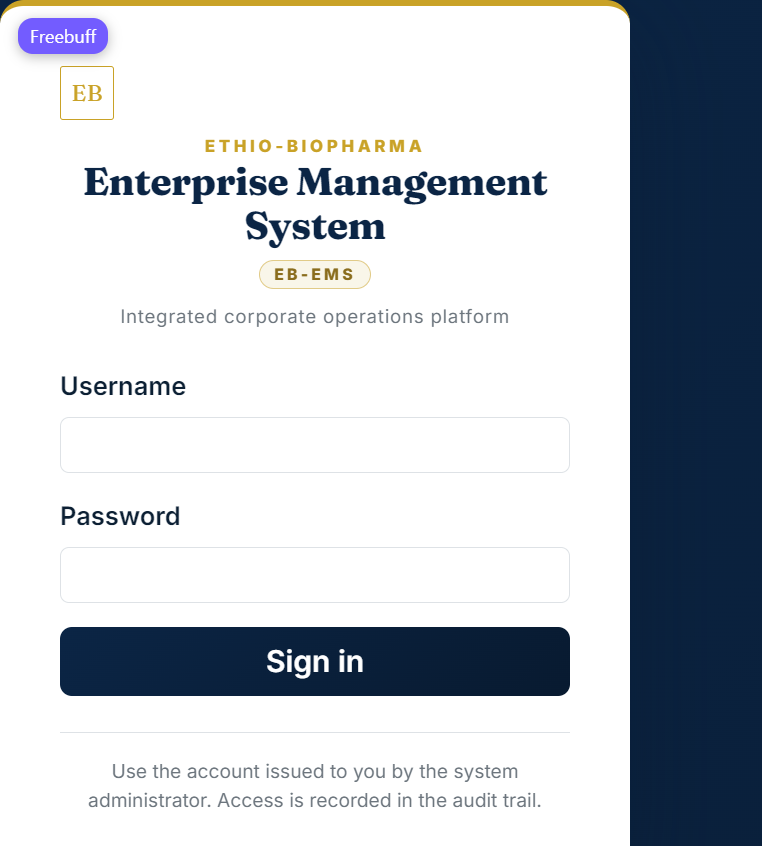 Freebuff
EB
ETHIO-BIOPHARMA
Enterprise Management
System
EB-EMS
Integrated corporate operations platform
Username
Password
Sign in
Use the account issued to you by the system
administrator. Access is recorded in the audit trail.